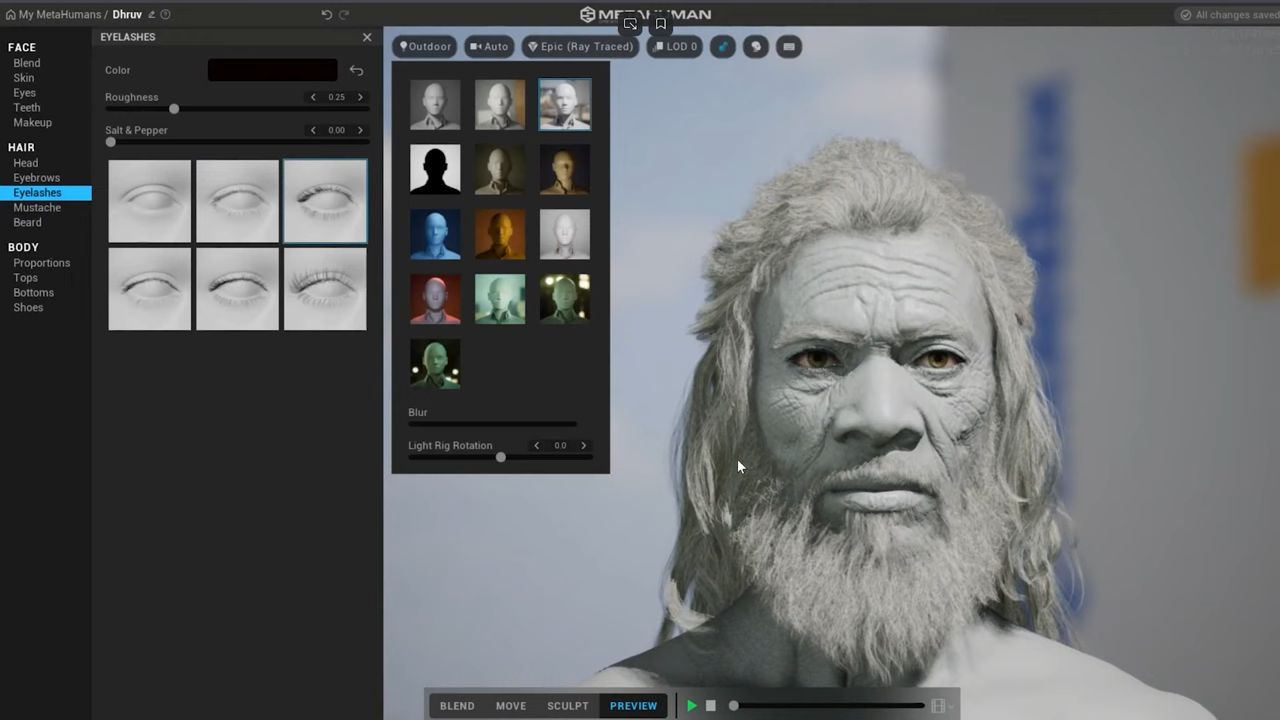 My MetaHumans / Dhruv
METAHUMAN
All changes saved
FACE
Blend
Skin
Eyes
Teeth
Makeup
HAIR
Head
Eyebrows
Eyelashes
Mustache
Beard
BODY
Proportions
Tops
Bottoms
Shoes
EYELASHES
Color
Roughness
0.25
Salt & Pepper
0.00
Outdoor
Auto
Epic (Ray Traced)
LOD 0
Blur
Light Rig Rotation
0.0
BLEND
MOVE
SCULPT
PREVIEW